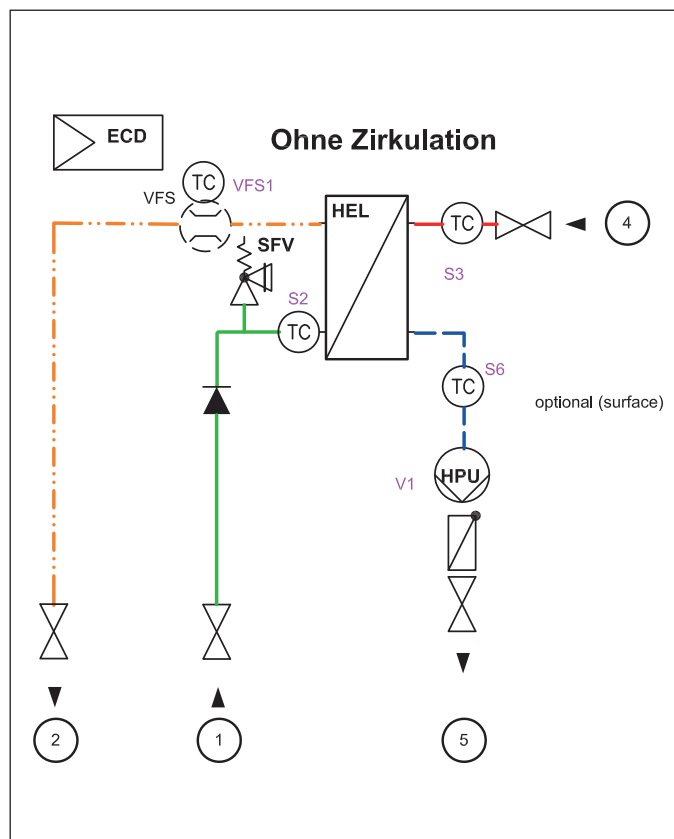 ECD
Ohne Zirkulation
TC
VFS
VFS1
HEL
TC
4
SFV
S3
S2
TC
S6
TC
optional (surface)
V1
HPU
2
1
5